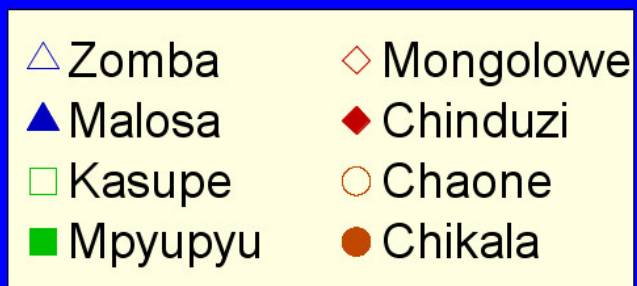 Zomba
Malosa
Kasupe
Mpyupyu
Mongolowe
Chinduzi
Chaone
Chikala